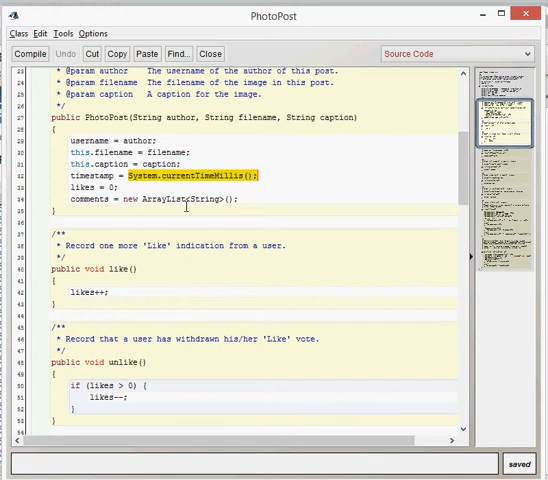 PhotoPost
Class Edit Tools Options
Compile Undo Cut Copy Paste Find... Close Source Code
23 * @param author The username of the author of this post.
24 * @param filename The filename of the image in this post.
25 * @param caption A caption for the image.
26 */
27 public PhotoPost(String author, String filename, String caption)
28 {
29 username = author;
30 this.filename = filename;
31 this.caption = caption;
32 timestamp = System.currentTimeMillis();
33 likes = 0;
34 comments = new ArrayList<String>();
35 }
36
37 /**
38 * Record one more 'Like' indication from a user.
39 */
40 public void like()
41 {
42 likes++;
43 }
44
45 /**
46 * Record that a user has withdrawn his/her 'Like' vote.
47 */
48 public void unlike()
49 {
50 if (likes > 0) {
51 likes--;
52 }
53 }
54
saved